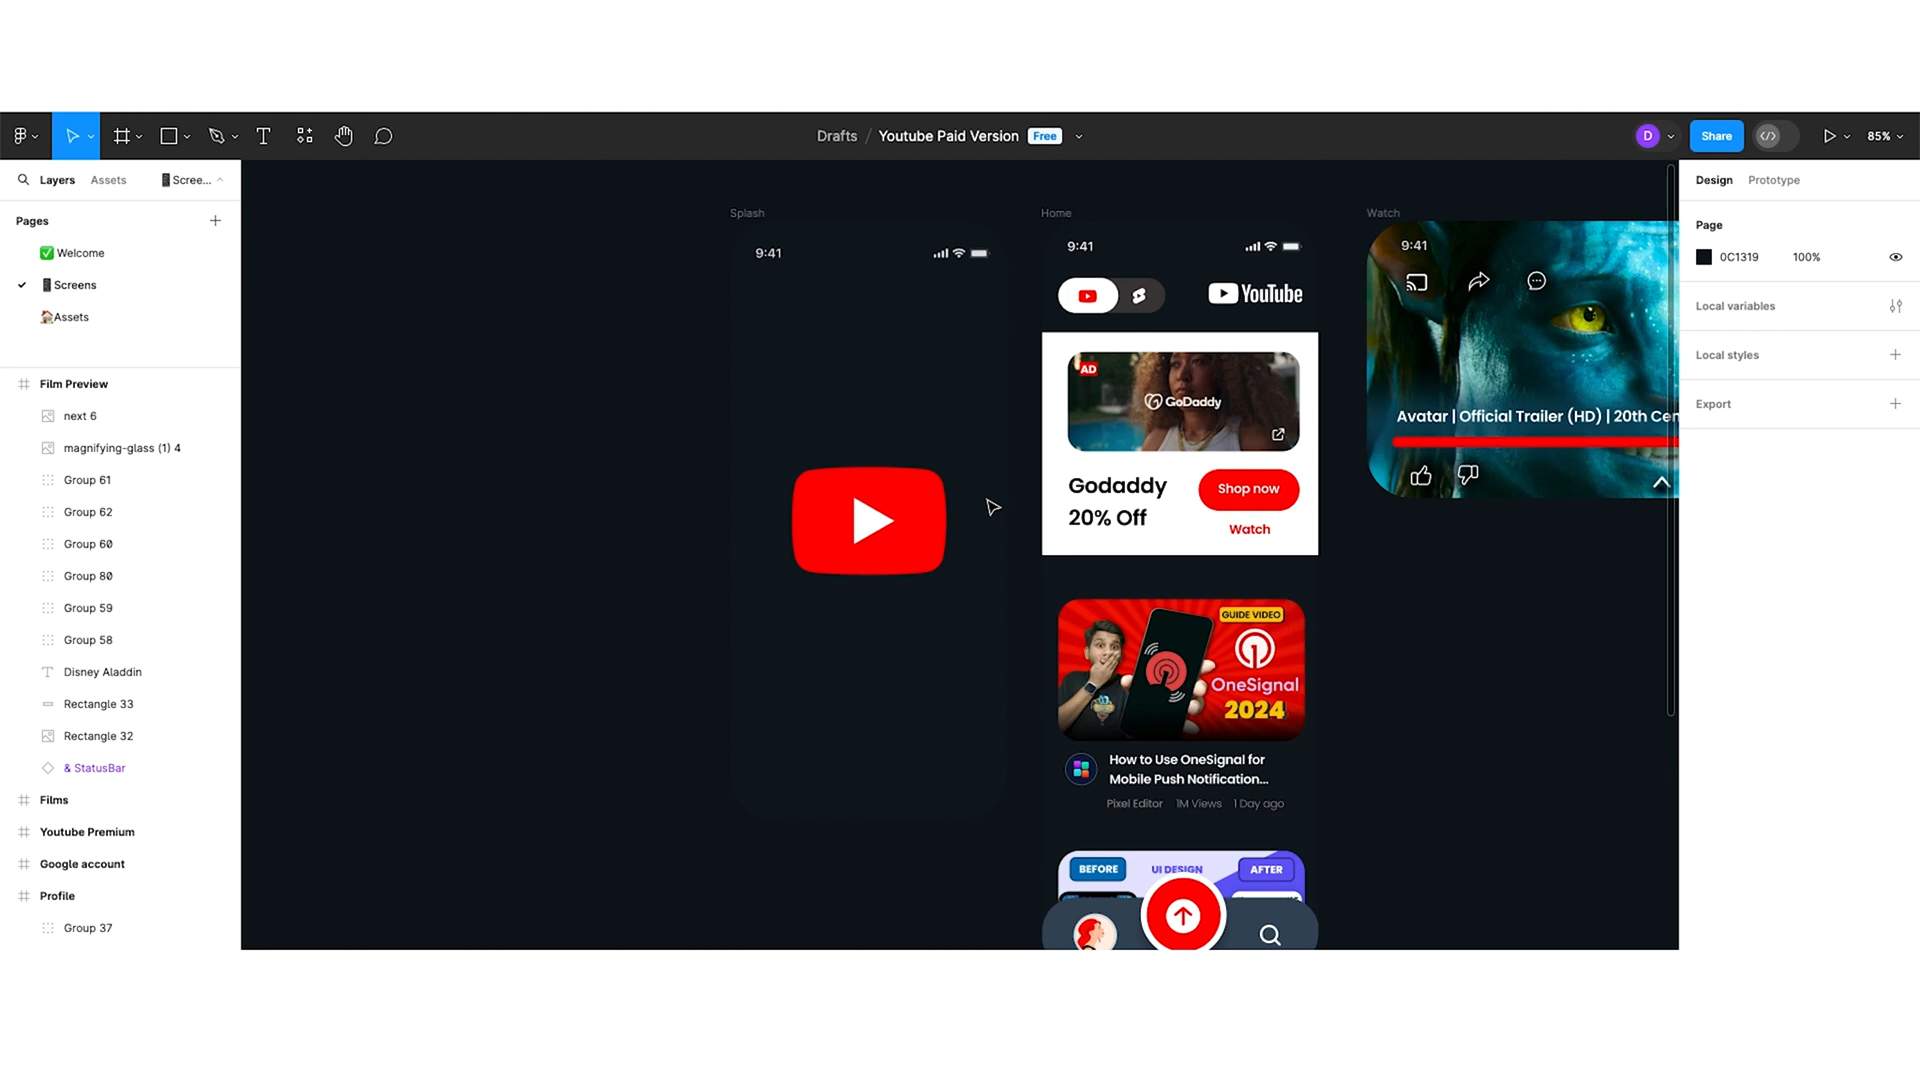 Drafts / Youtube Paid Version Free
D
Share
85%
Layers
Assets
Scree...
Pages
Welcome
Screens
Assets
Film Preview
next 6
magnifying-glass (1) 4
Group 61
Group 62
Group 60
Group 80
Group 59
Group 58
Disney Aladdin
Rectangle 33
Rectangle 32
& StatusBar
Films
Youtube Premium
Google account
Profile
Group 37
Splash
9:41
Home
9:41
YouTube
AD
GoDaddy
Godaddy
20% Off
Shop now
Watch
GUIDE VIDEO
OneSignal
2024
How to Use OneSignal for
Mobile Push Notification...
Pixel Editor 1M Views 1 Day ago
BEFORE
UI DESIGN
AFTER
Watch
9:41
Avatar | Official Trailer (HD) | 20th Cen
Design
Prototype
Page
0C1319
100%
Local variables
Local styles
Export